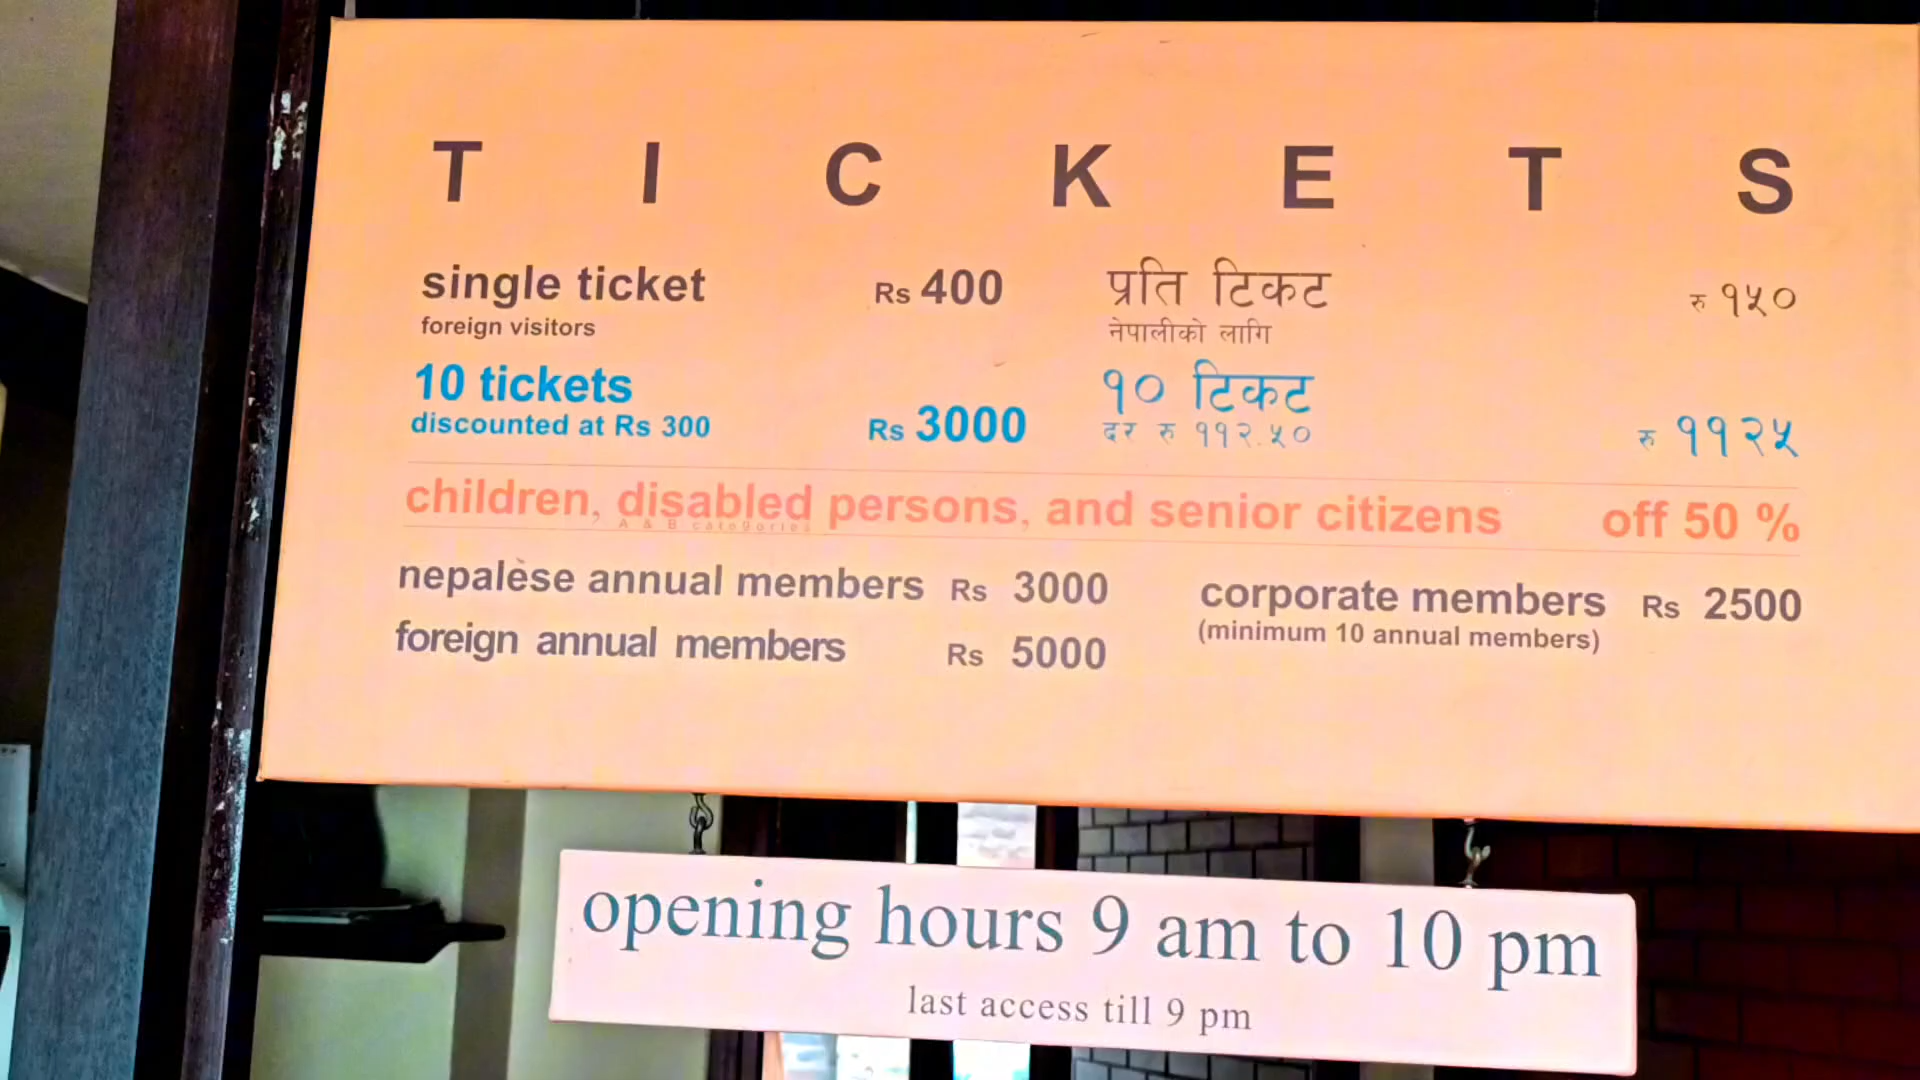 TICKETS
single ticket Rs 400 प्रति टिकट रु १५०
foreign visitors नेपालीको लागि
10 tickets १० टिकट
discounted at Rs 300 Rs 3000 दर रु ११२.५० रु ११२५
children, disabled persons, and senior citizens off 50 %
A & B categories
nepalese annual members Rs 3000 corporate members Rs 2500
foreign annual members Rs 5000 (minimum 10 annual members)
opening hours 9 am to 10 pm
last access till 9 pm